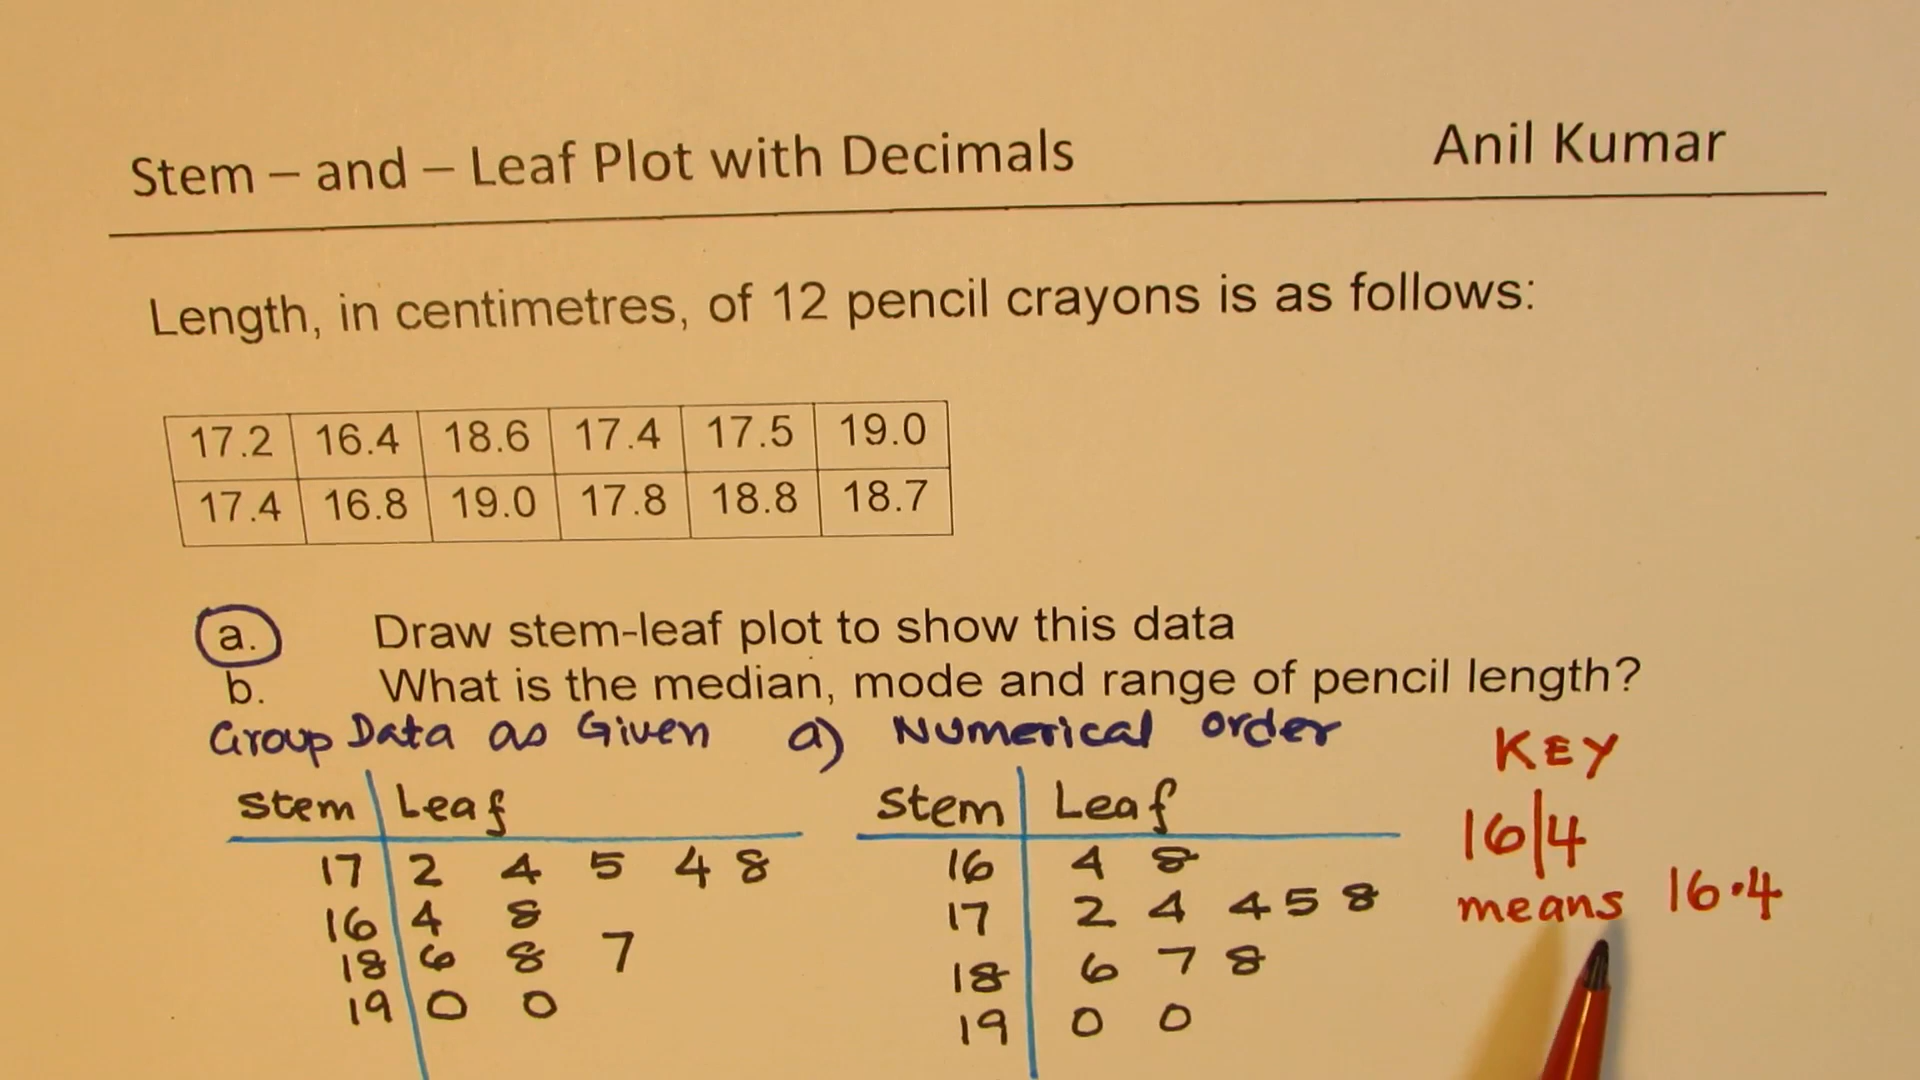 Stem – and – Leaf Plot with Decimals Anil Kumar
Length, in centimetres, of 12 pencil crayons is as follows:
17.2 16.4 18.6 17.4 17.5 19.0
17.4 16.8 19.0 17.8 18.8 18.7
a. Draw stem-leaf plot to show this data
b. What is the median, mode and range of pencil length?
Group Data as Given
Stem Leaf
17 2 4 5 4 8
16 4 8
18 6 8 7
19 0 0
a) Numerical order
Stem Leaf
16 4 8
17 2 4 4 5 8
18 6 7 8
19 0 0
KEY
16|4
means 16.4